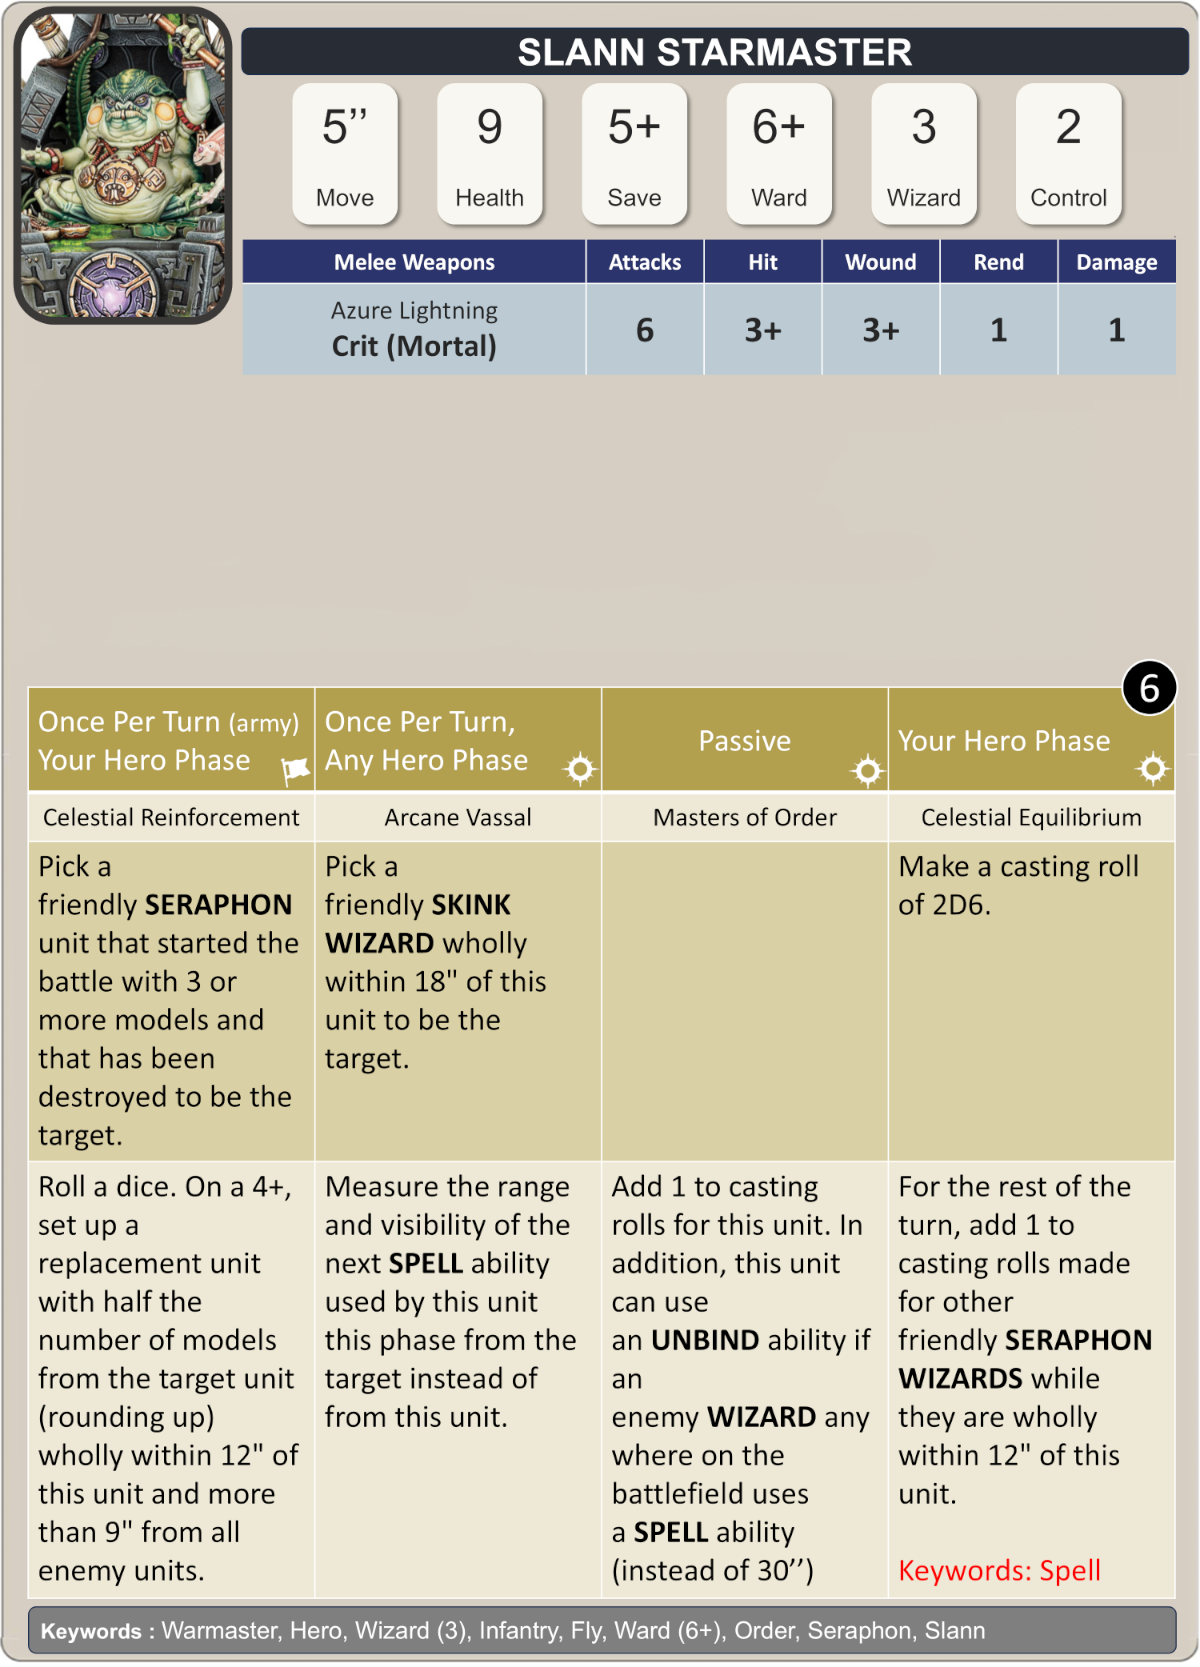 SLANN STARMASTER
5’’
9
5+
6+
3
2
Move
Health
Save
Ward
Wizard
Control
Melee Weapons
Attacks
Hit
Wound
Rend
Damage
Azure Lightning
Crit (Mortal)
6
3+
3+
1
1
6
Once Per Turn (army)
Your Hero Phase
Once Per Turn,
Any Hero Phase
Passive
Your Hero Phase
Celestial Reinforcement
Arcane Vassal
Masters of Order
Celestial Equilibrium
Pick a
friendly SERAPHON
unit that started the
battle with 3 or
more models and
that has been
destroyed to be the
target.
Pick a
friendly SKINK
WIZARD wholly
within 18" of this
unit to be the
target.
Make a casting roll
of 2D6.
Roll a dice. On a 4+,
set up a
replacement unit
with half the
number of models
from the target unit
(rounding up)
wholly within 12" of
this unit and more
than 9" from all
enemy units.
Measure the range
and visibility of the
next SPELL ability
used by this unit
this phase from the
target instead of
from this unit.
Add 1 to casting
rolls for this unit. In
addition, this unit
can use
an UNBIND ability if
an
enemy WIZARD any
where on the
battlefield uses
a SPELL ability
(instead of 30’’)
For the rest of the
turn, add 1 to
casting rolls made
for other
friendly SERAPHON
WIZARDS while
they are wholly
within 12" of this
unit.
Keywords: Spell
Keywords : Warmaster, Hero, Wizard (3), Infantry, Fly, Ward (6+), Order, Seraphon, Slann